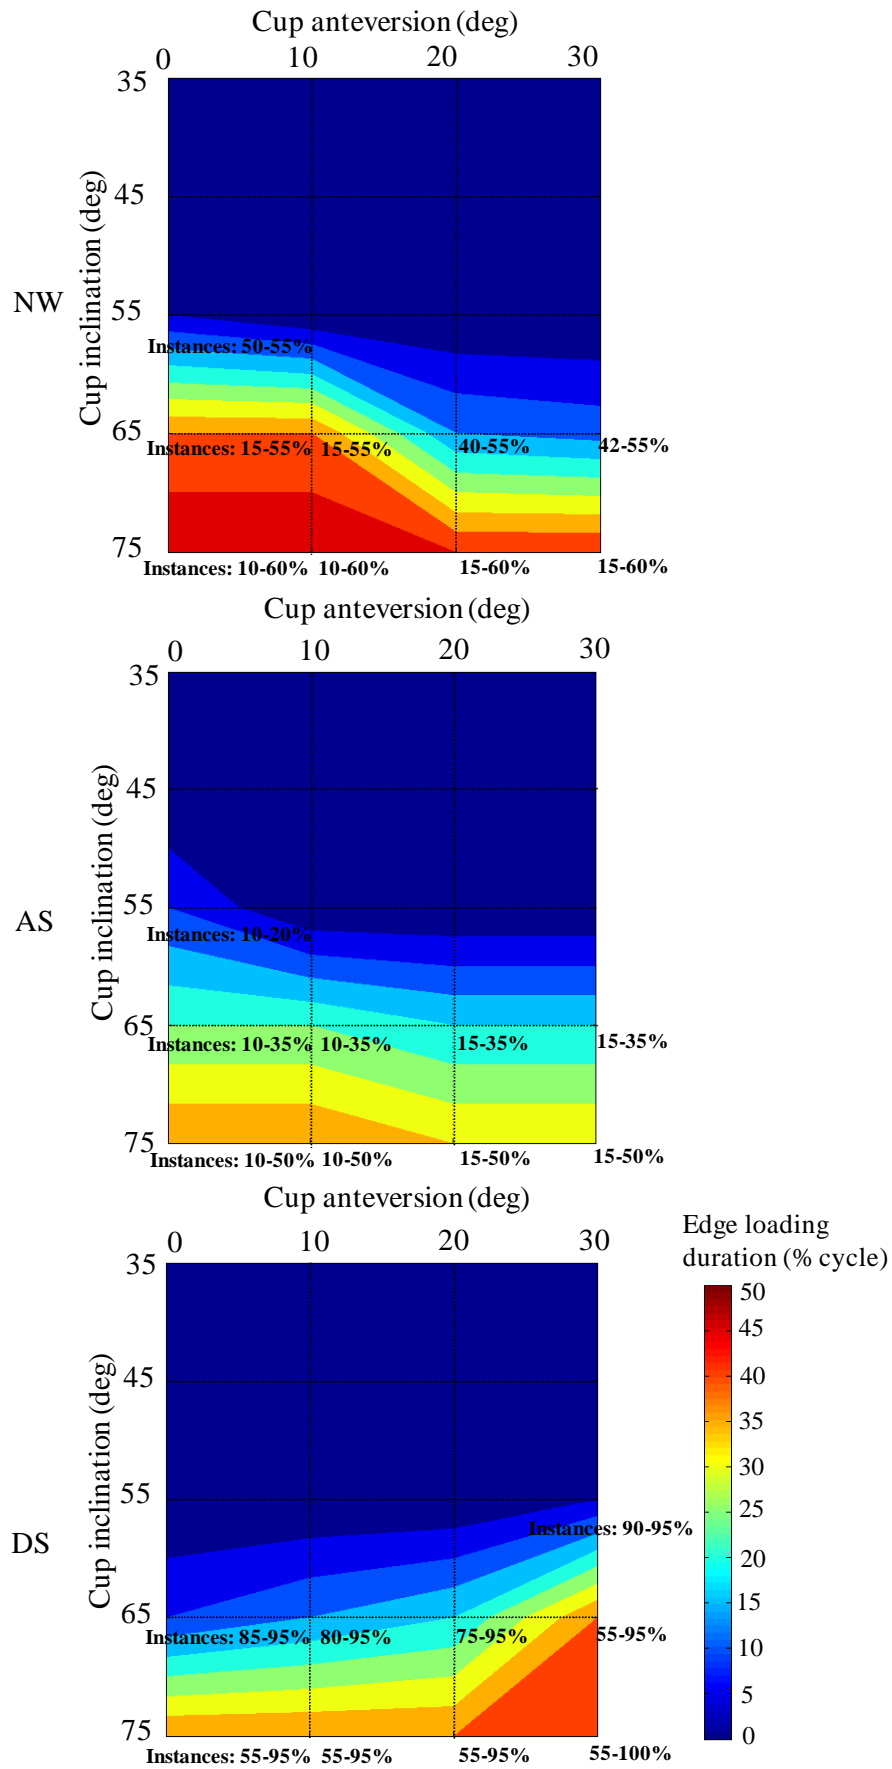 Cup anteversion (deg)
0 10 20 30
35
45
55
65
75
Cup inclination (deg)
NW
Instances: 50-55%
Instances: 15-55% 15-55% 40-55% 42-55%
Instances: 10-60% 10-60% 15-60% 15-60%
Cup anteversion (deg)
0 10 20 30
35
45
55
65
75
Cup inclination (deg)
AS
Instances: 10-20%
Instances: 10-35% 10-35% 15-35% 15-35%
Instances: 10-50% 10-50% 15-50% 15-50%
Cup anteversion (deg)
0 10 20 30
35
45
55
65
75
Cup inclination (deg)
DS
Instances: 90-95%
Instances: 85-95% 80-95% 75-95% 55-95%
Instances: 55-95% 55-95% 55-95% 55-100%
Edge loading
duration (% cycle)
50
45
40
35
30
25
20
15
10
5
0